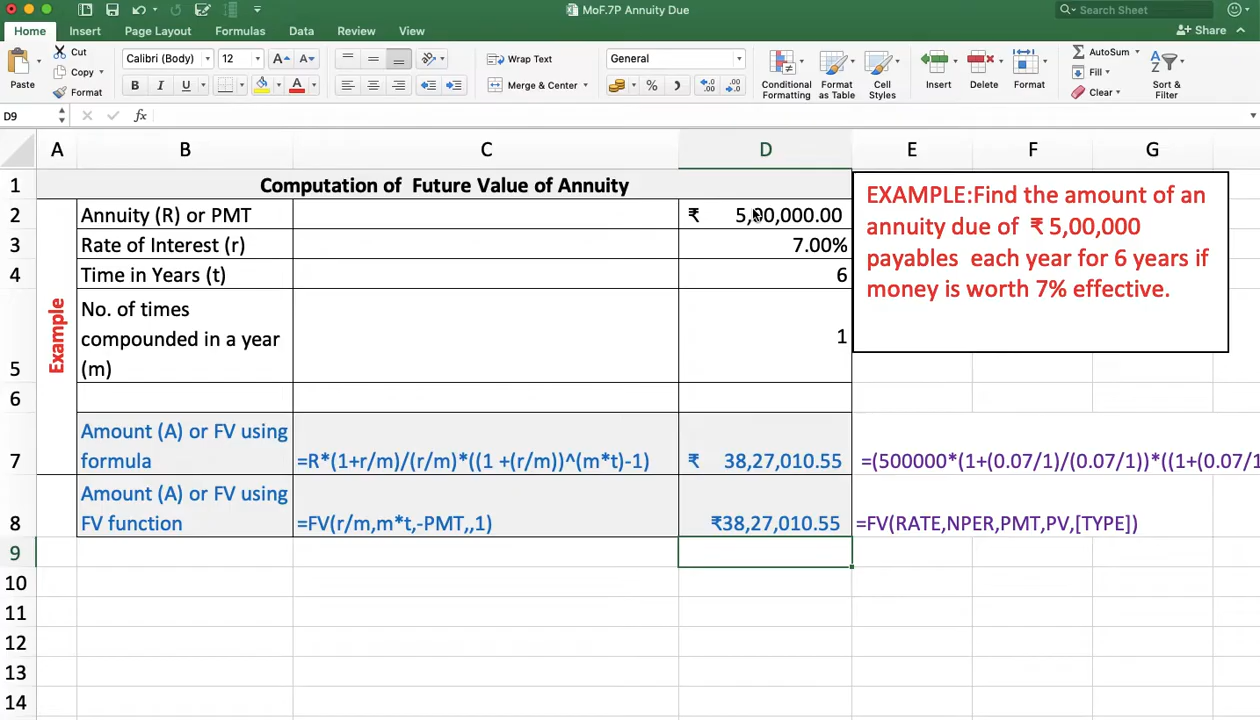 MoF.7P Annuity Due
Search Sheet
Home Insert Page Layout Formulas Data Review View
Share
Paste
Cut
Copy
Format
Calibri (Body) 12
A A
B I U A
Wrap Text
Merge & Center
General
%
.0 .00
.00 .0
Conditional Formatting
Format as Table
Cell Styles
Insert
Delete
Format
AutoSum
Fill
Clear
Sort & Filter
D9
fx
A B C D E F G
1 Computation of Future Value of Annuity
2 Annuity (R) or PMT ₹ 5,00,000.00
3 Rate of Interest (r) 7.00%
4 Time in Years (t) 6
No. of times
compounded in a year 1
5 (m)
Example
6
Amount (A) or FV using
7 formula =R*(1+r/m)/(r/m)*((1 +(r/m))^(m*t)-1) ₹ 38,27,010.55 =(500000*(1+(0.07/1)/(0.07/1))*((1+(0.07/1
Amount (A) or FV using
8 FV function =FV(r/m,m*t,-PMT,,1) ₹38,27,010.55 =FV(RATE,NPER,PMT,PV,[TYPE])
9
10
11
12
13
14
EXAMPLE:Find the amount of an
annuity due of ₹ 5,00,000
payables each year for 6 years if
money is worth 7% effective.